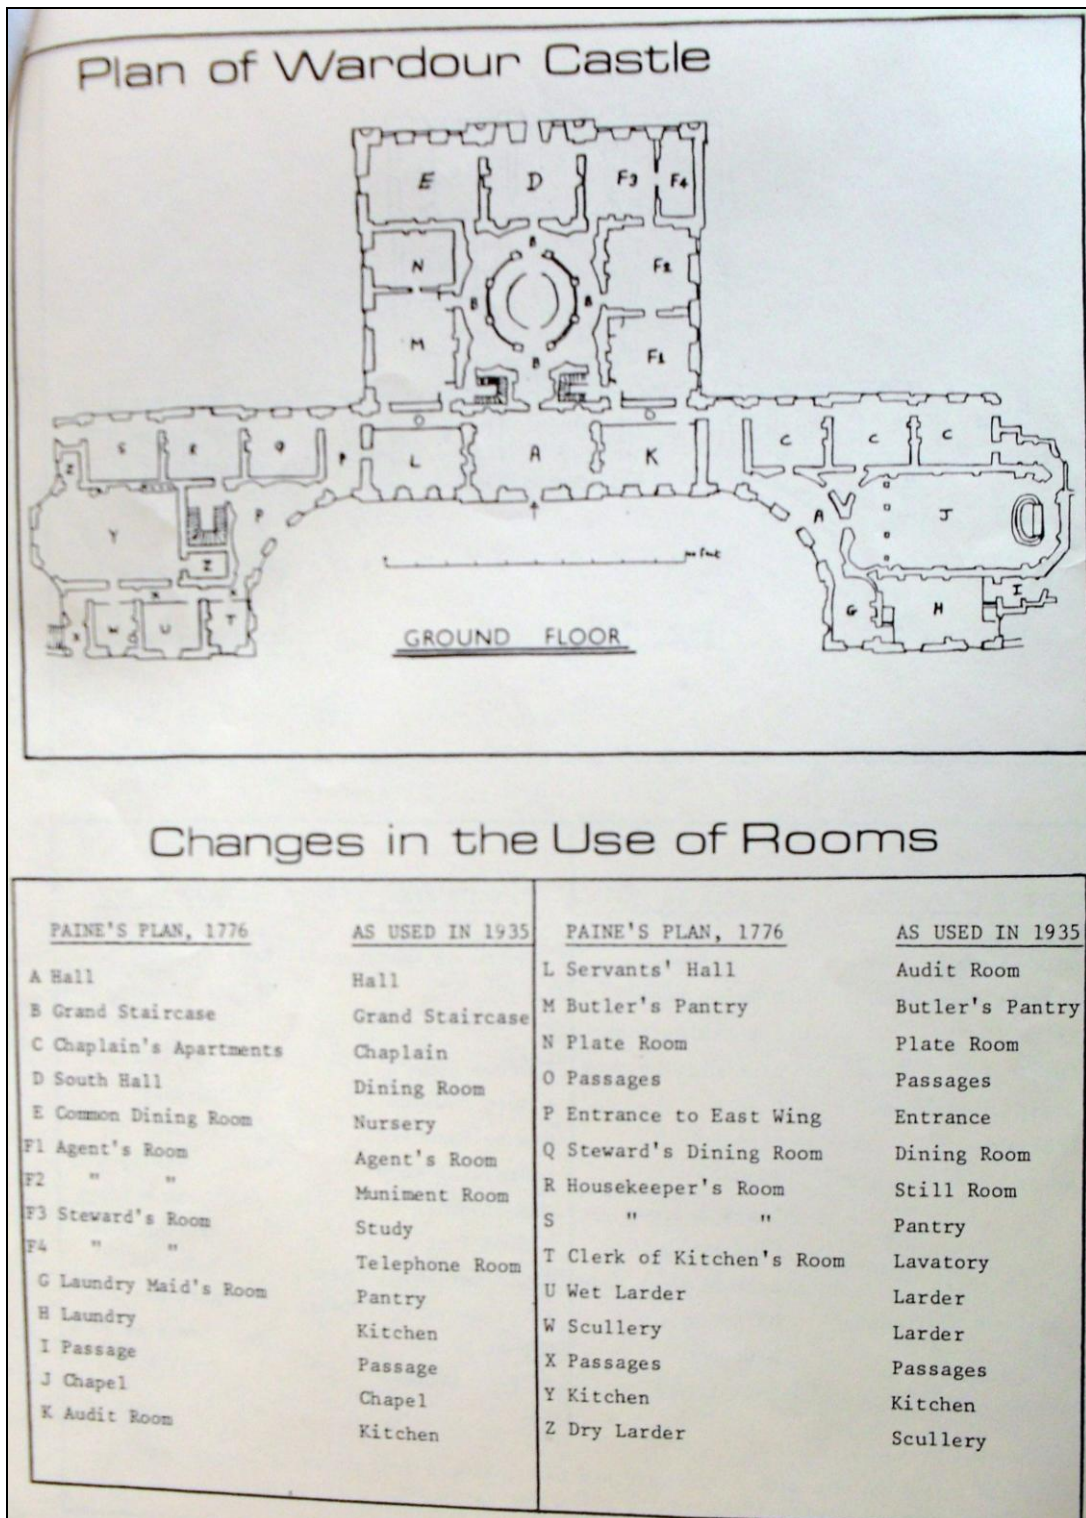 Plan of Wardour Castle
E D F3 F4
B
N F2
B B
M F1
B
S R Q P L A K C C C
Z
Y P A J
Z
X X G H I
X W U T
GROUND FLOOR
Changes in the Use of Rooms
PAINE'S PLAN, 1776 AS USED IN 1935
A Hall Hall
B Grand Staircase Grand Staircase
C Chaplain's Apartments Chaplain
D South Hall Dining Room
E Common Dining Room Nursery
F1 Agent's Room Agent's Room
F2 " " Muniment Room
F3 Steward's Room Study
F4 " " Telephone Room
G Laundry Maid's Room Pantry
H Laundry Kitchen
I Passage Passage
J Chapel Chapel
K Audit Room Kitchen
PAINE'S PLAN, 1776 AS USED IN 1935
L Servants' Hall Audit Room
M Butler's Pantry Butler's Pantry
N Plate Room Plate Room
O Passages Passages
P Entrance to East Wing Entrance
Q Steward's Dining Room Dining Room
R Housekeeper's Room Still Room
S " " Pantry
T Clerk of Kitchen's Room Lavatory
U Wet Larder Larder
W Scullery Larder
X Passages Passages
Y Kitchen Kitchen
Z Dry Larder Scullery